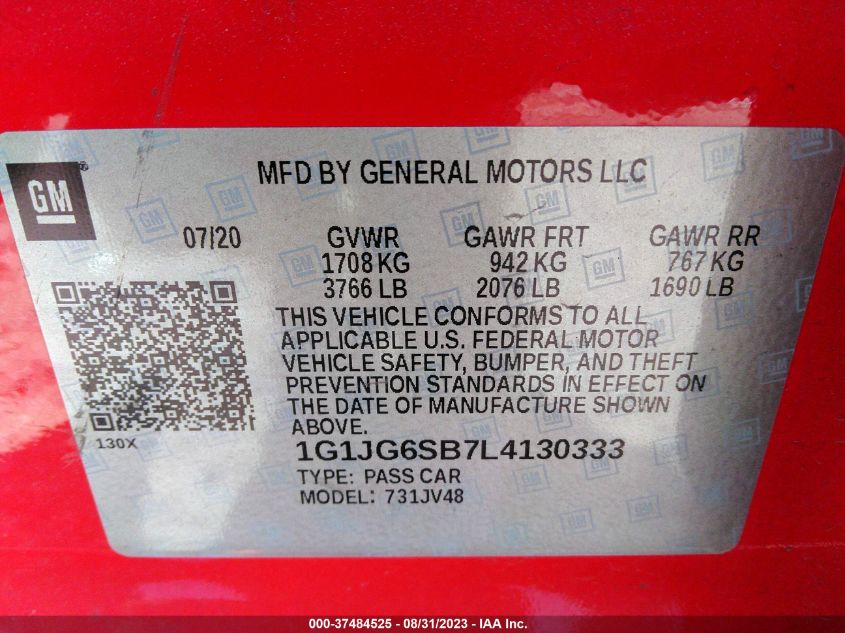 GM
MFD BY GENERAL MOTORS LLC
07/20 GVWR GAWR FRT GAWR RR
1708 KG 942 KG 767 KG
3766 LB 2076 LB 1690 LB
THIS VEHICLE CONFORMS TO ALL
APPLICABLE U.S. FEDERAL MOTOR
VEHICLE SAFETY, BUMPER, AND THEFT
PREVENTION STANDARDS IN EFFECT ON
THE DATE OF MANUFACTURE SHOWN
ABOVE.
130X
1G1JG6SB7L4130333
TYPE: PASS CAR
MODEL: 731JV48
000-37484525 - 08/31/2023 - IAA Inc.